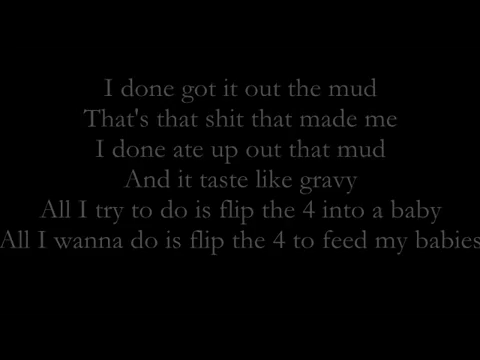 I done got it out the mud
That's that shit that made me
I done ate up out that mud
And it taste like gravy
All I try to do is flip the 4 into a baby
All I wanna do is flip the 4 to feed my babies